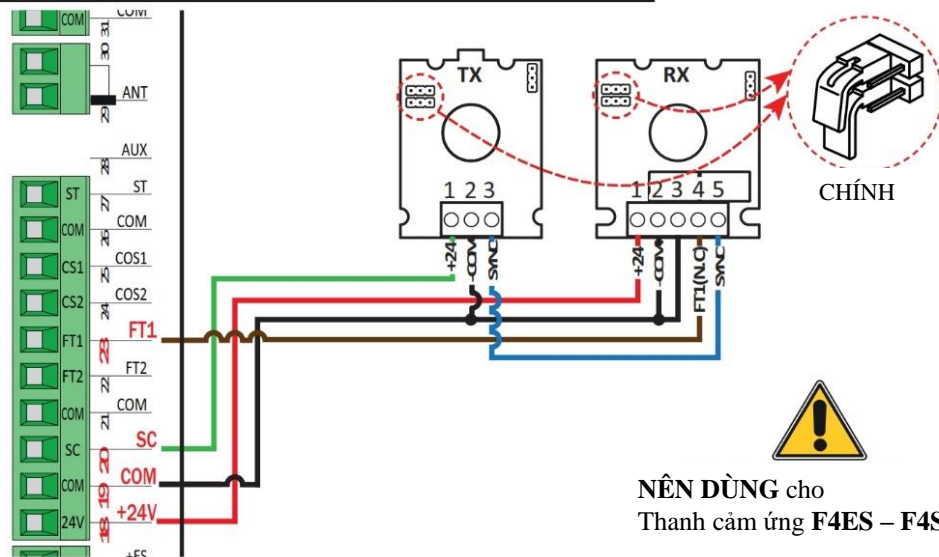 COM 31 COM
30
29 ANT
28 AUX
ST 27 ST
COM 26 COM
CS1 25 COS1
CS2 24 COS2
FT1 23 FT1
FT2 22 FT2
COM 21 COM
SC 20 SC
COM 19 COM
24V 18 +24V
+ES
TX
1 2 3
+24
-COM
SYNC
RX
1 2 3 4 5
+24
-COM
FT1(N.C)
SYNC
CHÍNH
NÊN DÙNG cho
Thanh cảm ứng F4ES – F4S